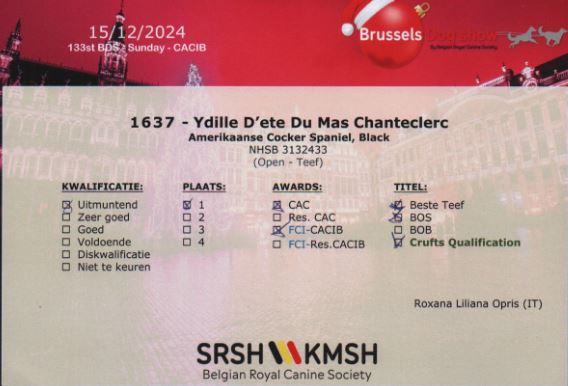 15/12/2024
133st BDS - Sunday - CACIB
Brussels Dog show
By Belgian Royal Canine Society
1637 - Ydille D'ete Du Mas Chanteclerc
Amerikaanse Cocker Spaniel, Black
NHSB 3132433
(Open - Teef)
KWALIFICATIE:
Uitmuntend
Zeer goed
Goed
Voldoende
Diskwalificatie
Niet te keuren
PLAATS:
1
2
3
4
AWARDS:
CAC
Res. CAC
FCI-CACIB
FCI-Res.CACIB
TITEL:
Beste Teef
BOS
BOB
Crufts Qualification
Roxana Liliana Opris (IT)
SRSH KMSH
Belgian Royal Canine Society